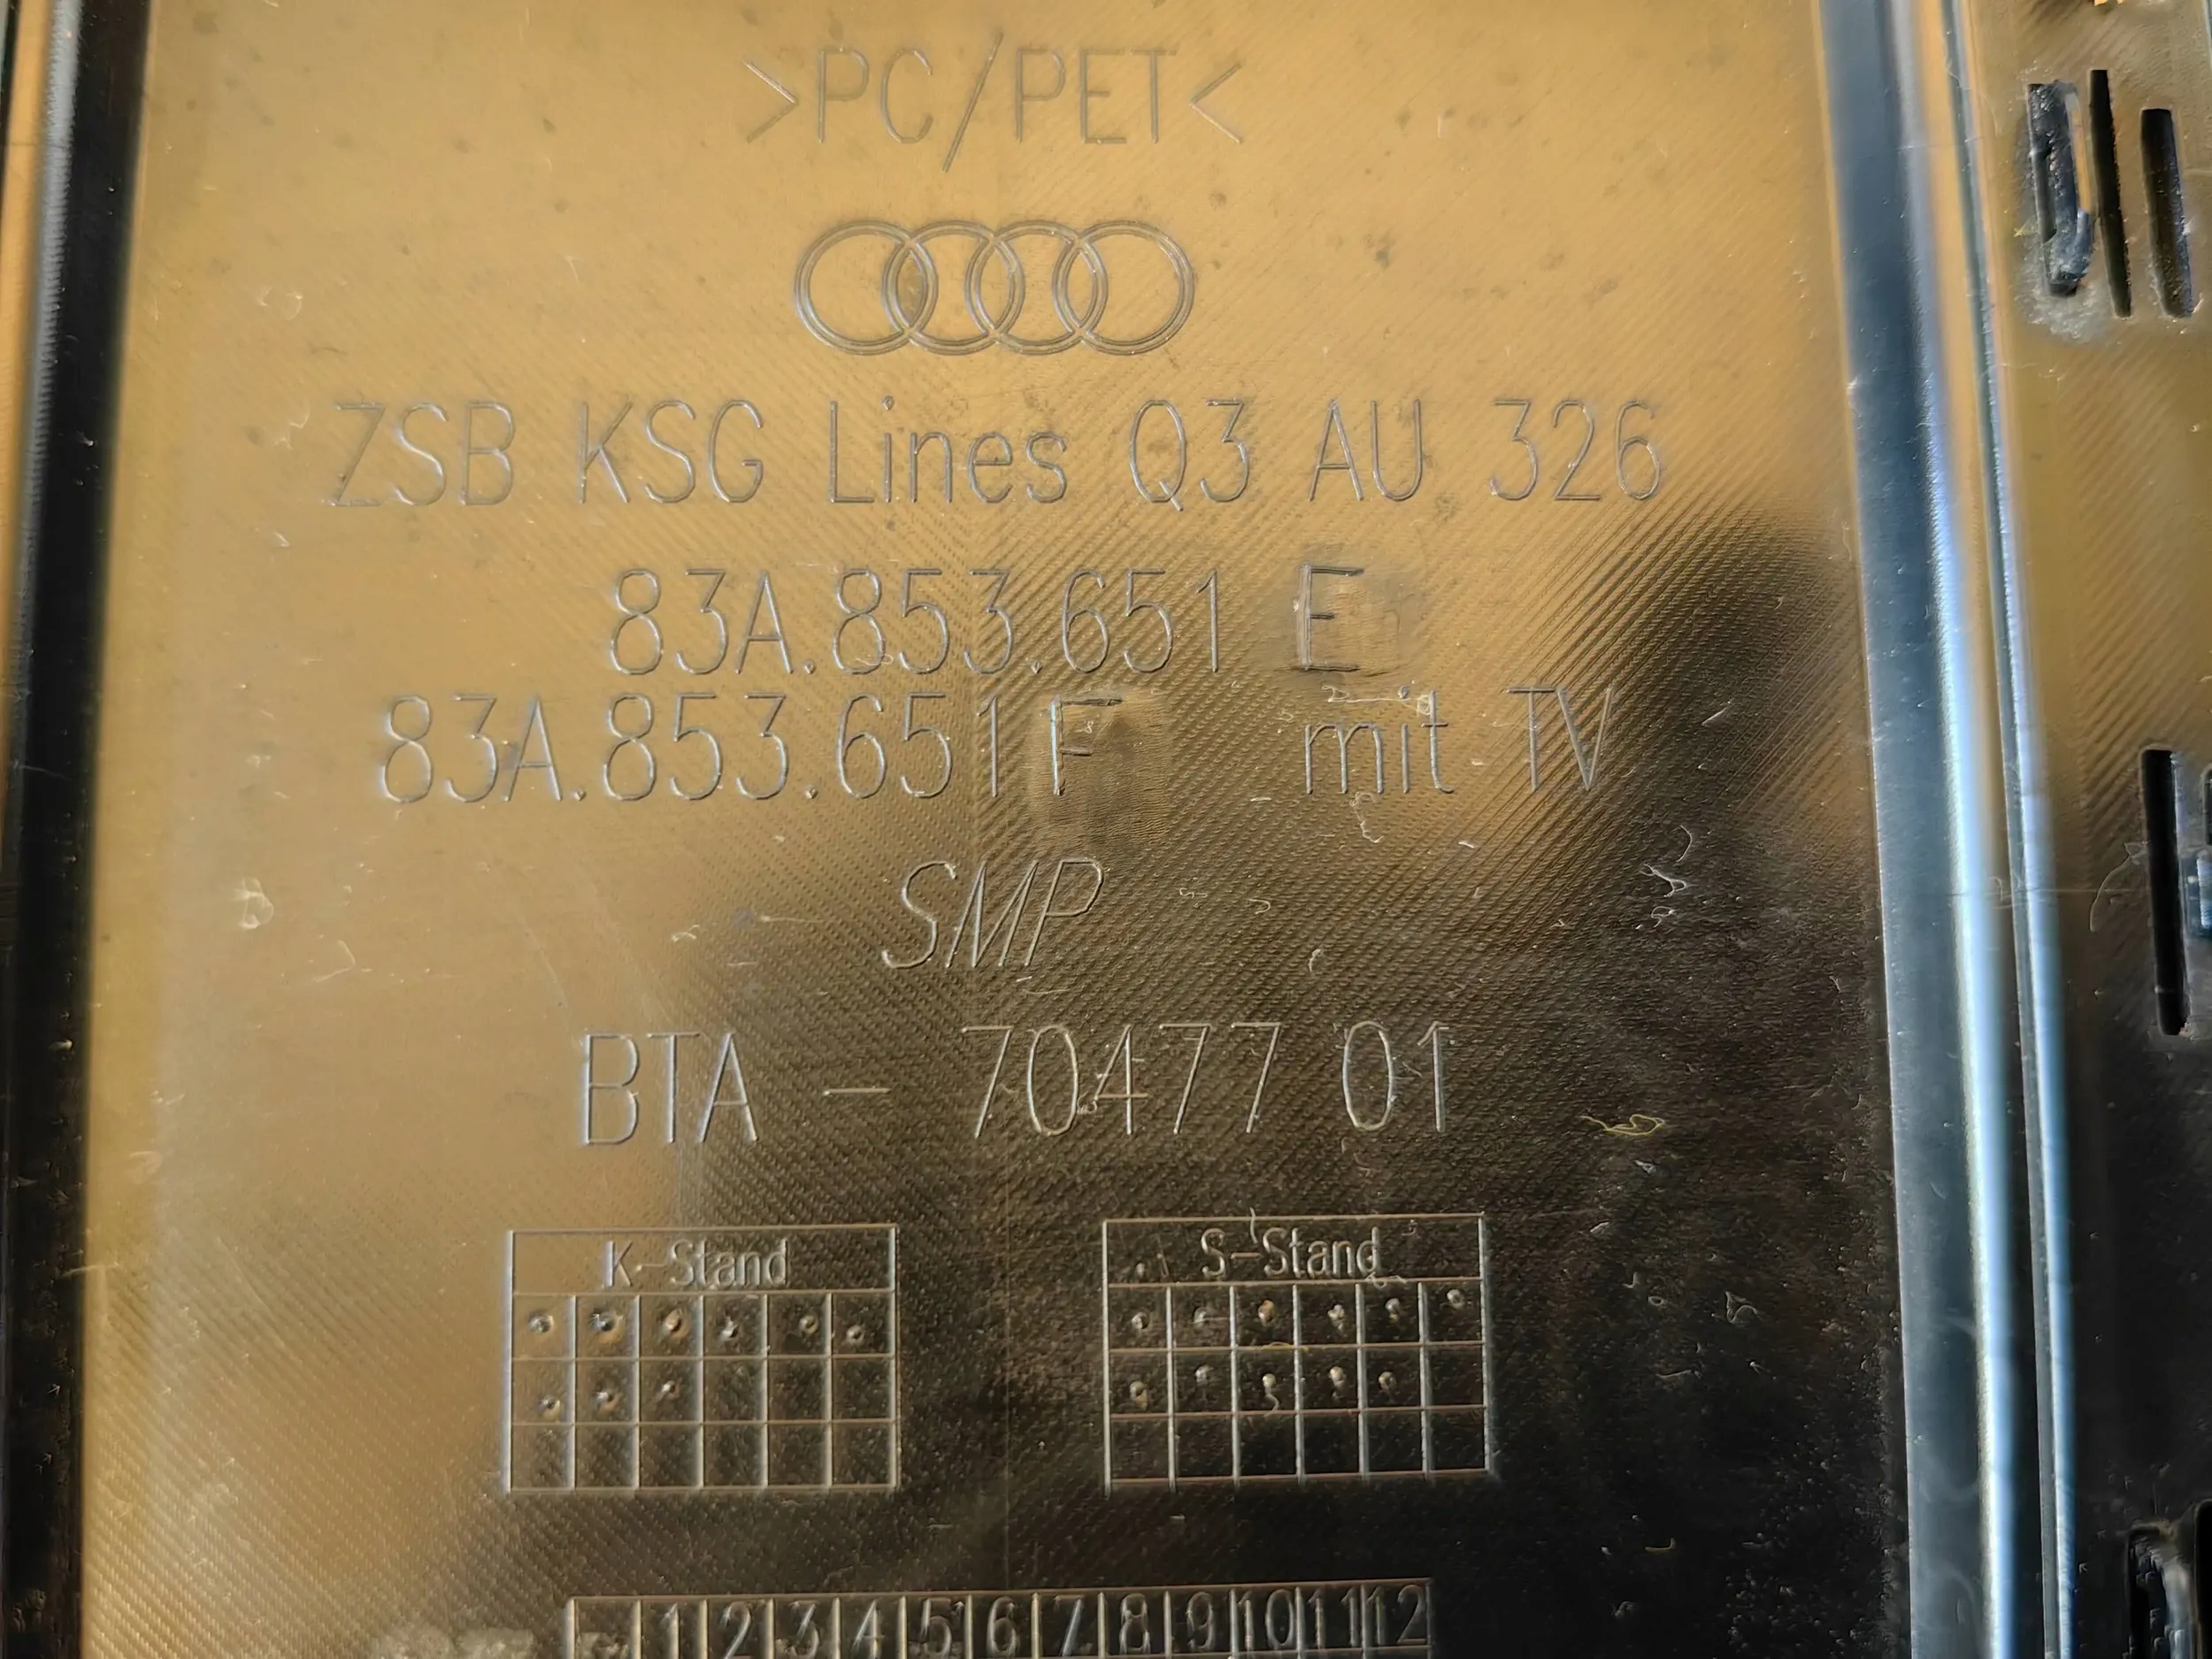 >PC/PET<
ZSB KSG Lines Q3 AU 326
83A.853.651 E
83A.853.651 F mit TV
SMP
BTA - 70477 01
K-Stand
S-Stand
1 2 3 4 5 6 7 8 9 10 11 12